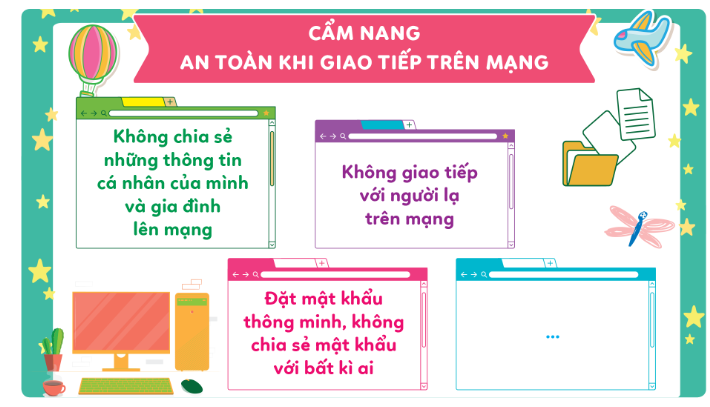 CẨM NANG
AN TOÀN KHI GIAO TIẾP TRÊN MẠNG
Không chia sẻ
những thông tin
cá nhân của mình
và gia đình
lên mạng
Không giao tiếp
với người lạ
trên mạng
Đặt mật khẩu
thông minh, không
chia sẻ mật khẩu
với bất kì ai
...